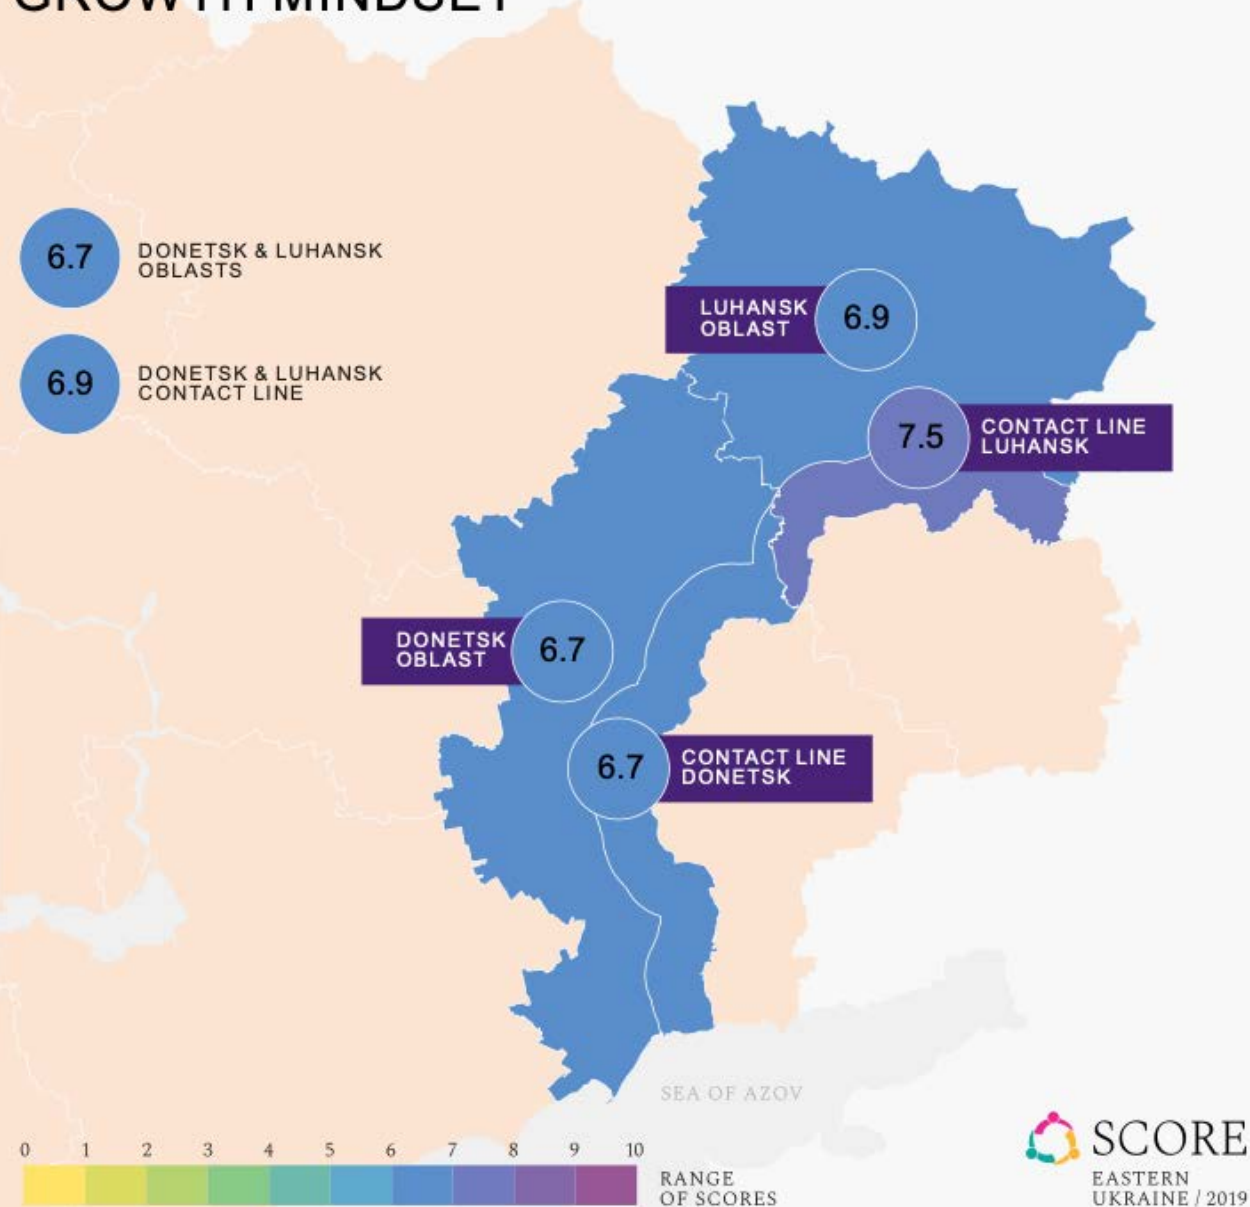 GROWTH MINDSET
6.7
DONETSK & LUHANSK
OBLASTS
6.9
DONETSK & LUHANSK
CONTACT LINE
LUHANSK
OBLAST
6.9
7.5
CONTACT LINE
LUHANSK
DONETSK
OBLAST
6.7
6.7
CONTACT LINE
DONETSK
SEA OF AZOV
0 1 2 3 4 5 6 7 8 9 10
RANGE
OF SCORES
SCORE
EASTERN
UKRAINE / 2019